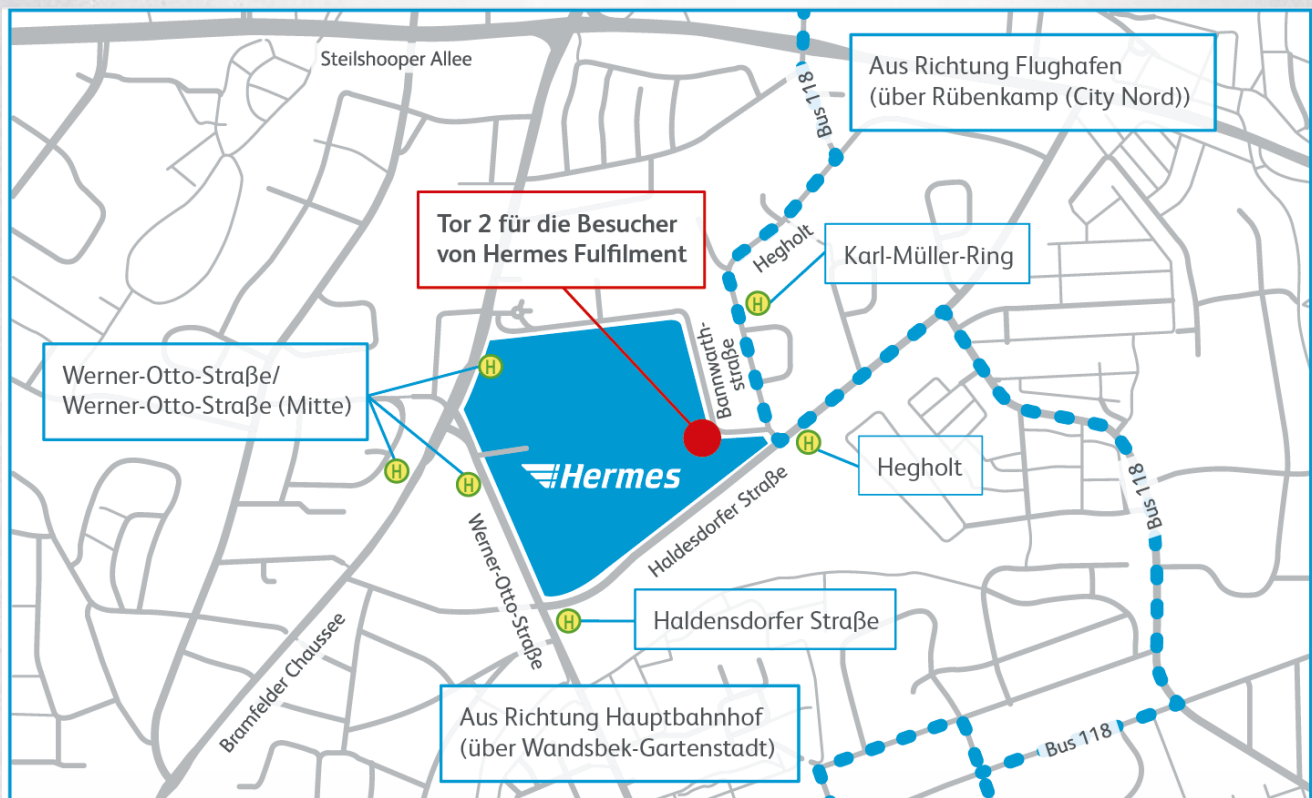 Steilshooper Allee
Bus 118
Aus Richtung Flughafen
(über Rübenkamp (City Nord))
Tor 2 für die Besucher
von Hermes Fulfilment
Hegholt
Karl-Müller-Ring
H
Bannwarth-
straße
Werner-Otto-Straße/
Werner-Otto-Straße (Mitte)
H
H
H
Hermes
H
Hegholt
Bus 118
Haldesdorfer Straße
Werner-Otto-Straße
H
Haldensdorfer Straße
Bramfelder Chaussee
Aus Richtung Hauptbahnhof
(über Wandsbek-Gartenstadt)
Bus 118